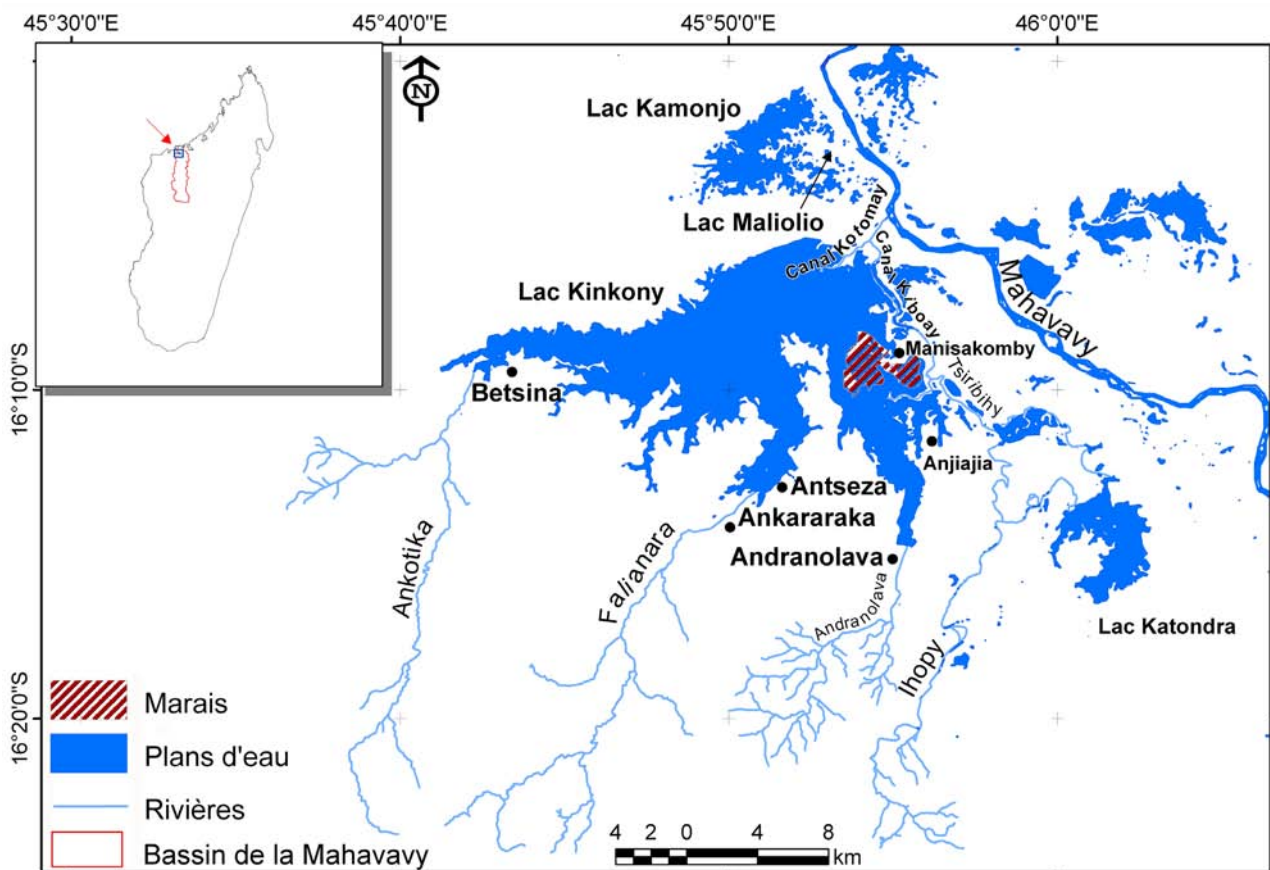 45°30'0"E
45°40'0"E
45°50'0"E
46°0'0"E
N
Lac Kamonjo
Lac Maliolio
Canal Kotomay
Canal Kiboay
Mahavavy
Lac Kinkony
Manisakomby
Tsiribihy
Betsina
16°10'0"S
Anjiajia
Antseza
Ankararaka
Andranolava
Ankotika
Falianara
Andranolava
Ihopy
Lac Katondra
16°20'0"S
Marais
Plans d'eau
Rivières
Bassin de la Mahavavy
4 2 0 4 8
km